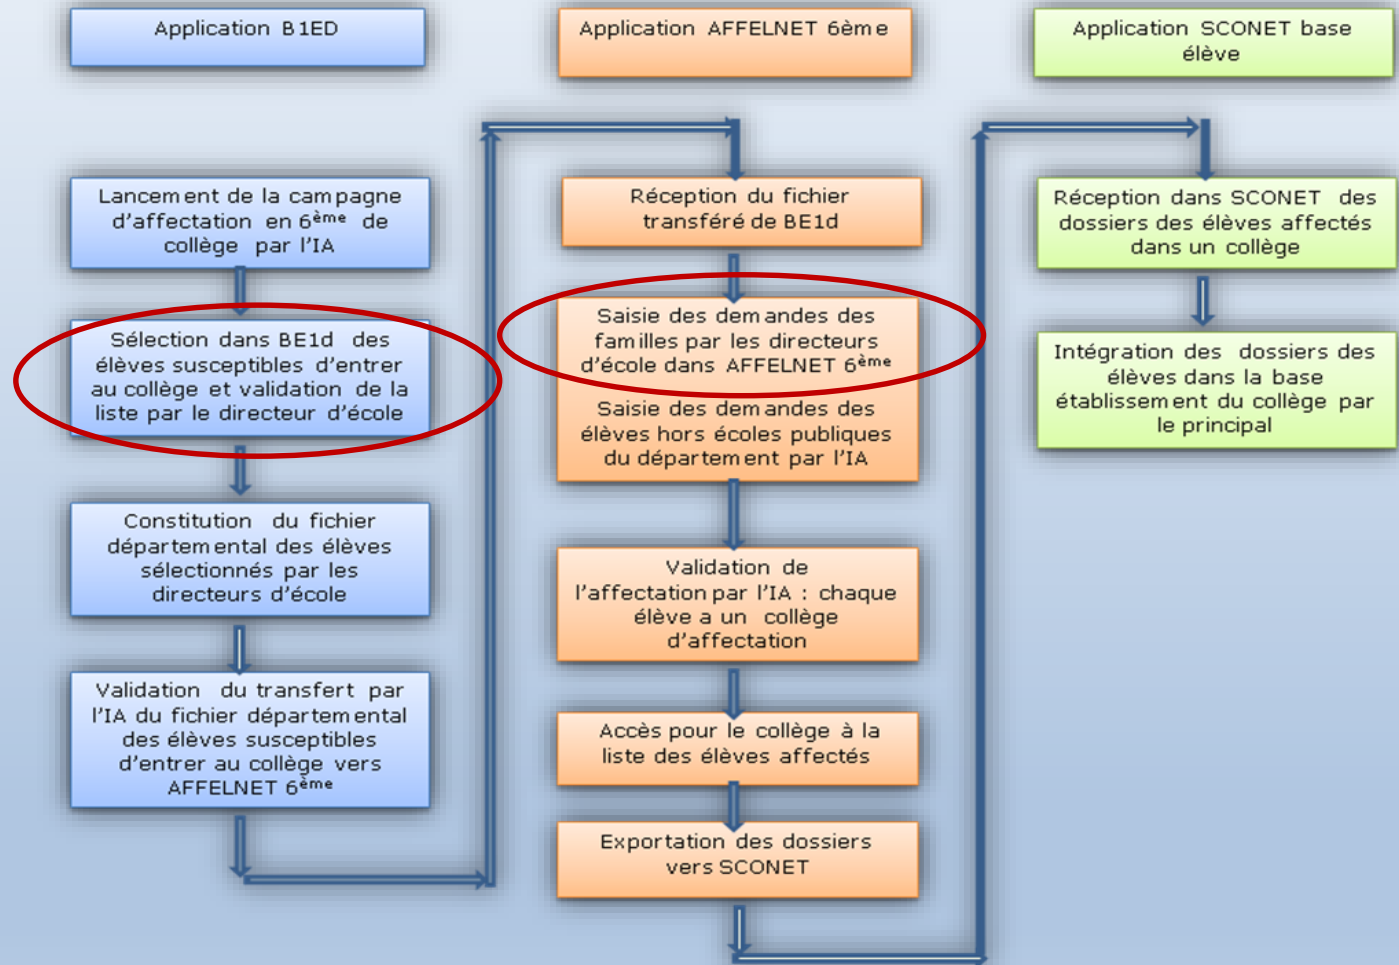 Application B1ED
Lancement de la campagne
d'affectation en 6ème de
collège par l'IA
Sélection dans BE1d des
élèves susceptibles d'entrer
au collège et validation de la
liste par le directeur d'école
Constitution du fichier
départemental des élèves
sélectionnés par les
directeurs d'école
Validation du transfert par
l'IA du fichier départemental
des élèves susceptibles
d'entrer au collège vers
AFFELNET 6ème
Application AFFELNET 6ème
Réception du fichier
transféré de BE1d
Saisie des demandes des
familles par les directeurs
d'école dans AFFELNET 6ème
Saisie des demandes des
élèves hors écoles publiques
du département par l'IA
Validation de
l'affectation par l'IA : chaque
élève a un collège
d'affectation
Accès pour le collège à la
liste des élèves affectés
Exportation des dossiers
vers SCONET
Application SCONET base
élève
Réception dans SCONET des
dossiers des élèves affectés
dans un collège
Intégration des dossiers des
élèves dans la base
établissement du collège par
le principal